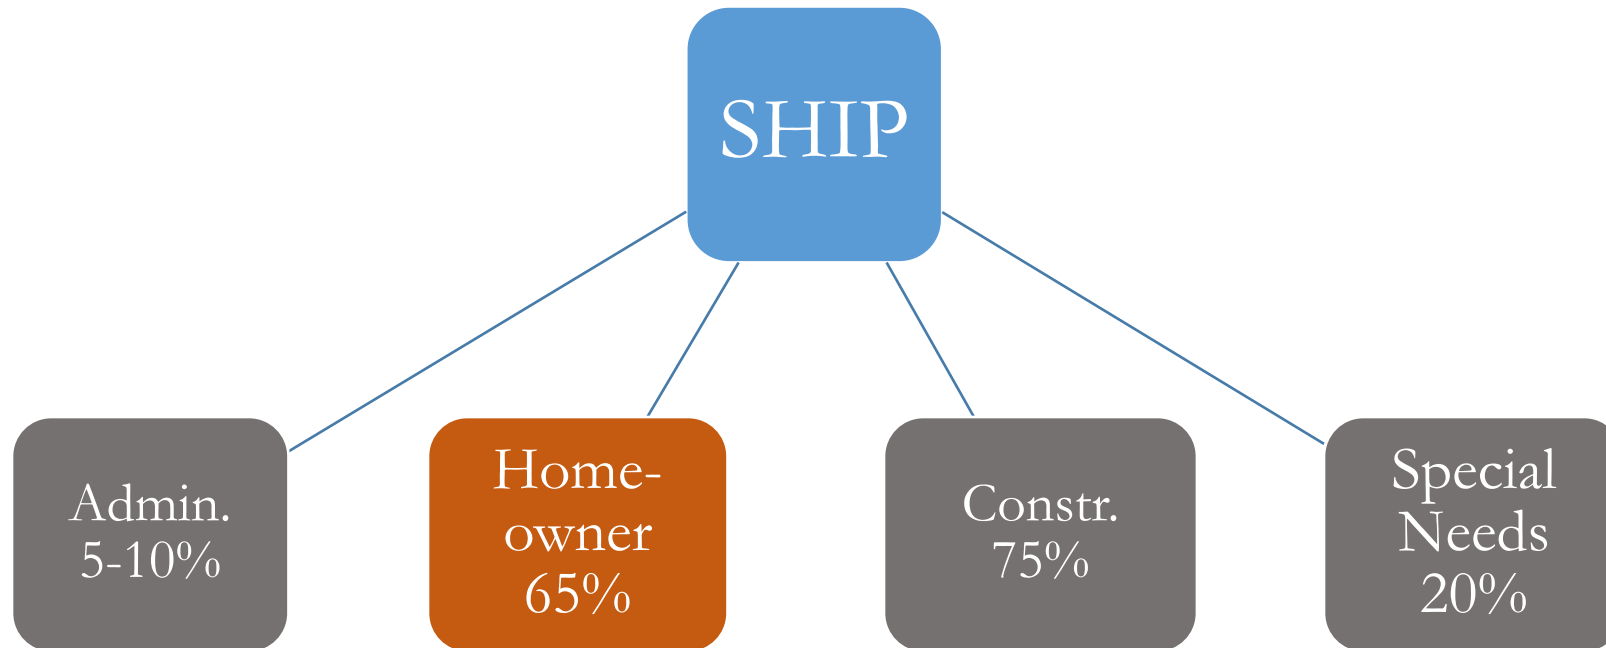 SHIP
Admin.
5-10%
Home-
owner
65%
Constr.
75%
Special
Needs
20%